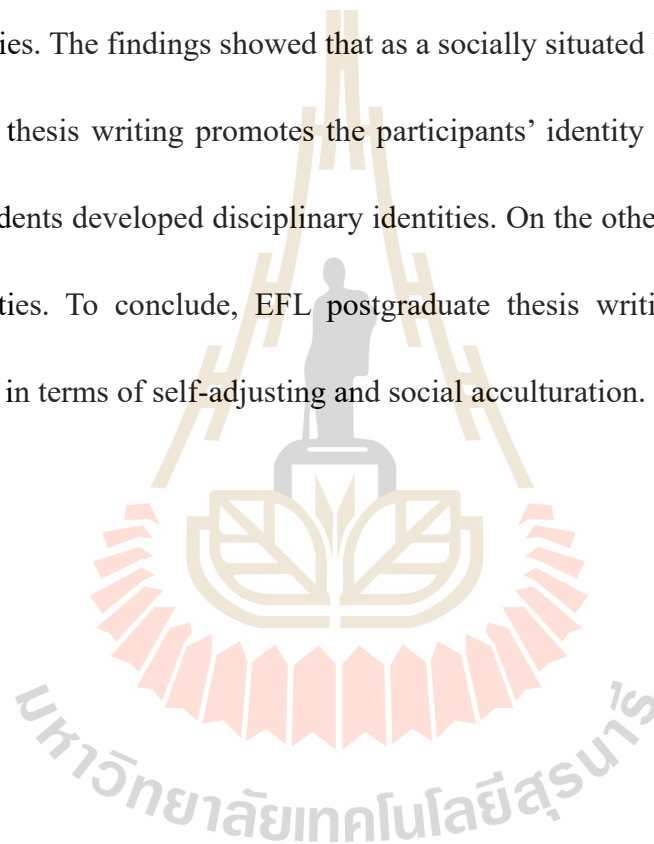 ies. The findings showed that as a socially situated
thesis writing promotes the participants' identity
dents developed disciplinary identities. On the othe
ties. To conclude, EFL postgraduate thesis writi
in terms of self-adjusting and social acculturation.
มหาวิทยาลัยเทคโนโลยีสุรนารี